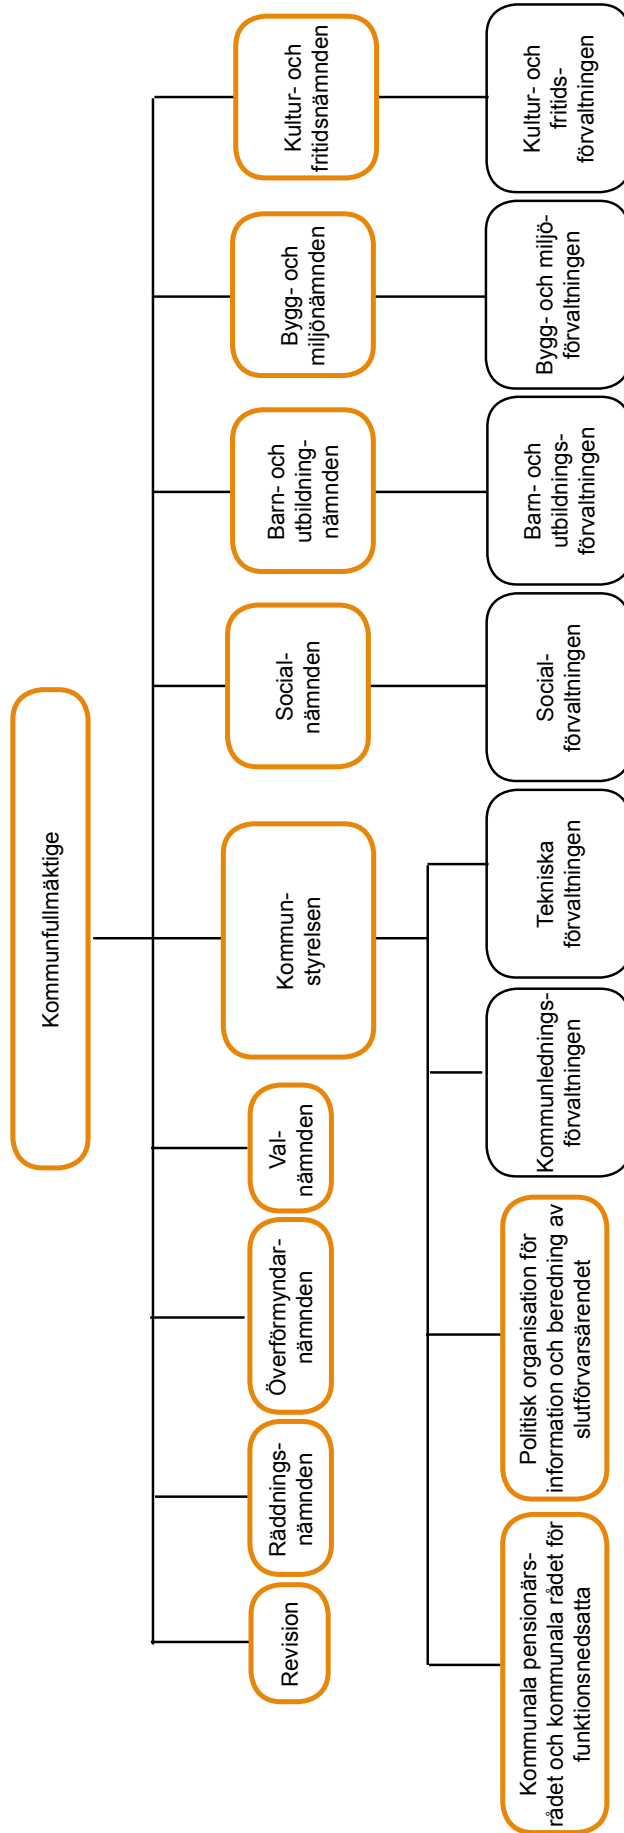 Kommunfullmäktige
Revision
Räddnings-
nämnden
Överförmyndar-
nämnden
Val-
nämnden
Kommun-
styrelsen
Social-
nämnden
Barn- och
utbildning-
nämnden
Bygg- och
miljönämnden
Kultur- och
fritidsnämnden
Kommunala pensionärs-
rådet och kommunala rådet för
funktionsnedsatta
Politisk organisation för
information och beredning av
slutförvarsärendet
Kommunlednings-
förvaltningen
Tekniska
förvaltningen
Social-
förvaltningen
Barn- och
utbildnings-
förvaltningen
Bygg- och miljö-
förvaltningen
Kultur- och
fritids-
förvaltningen